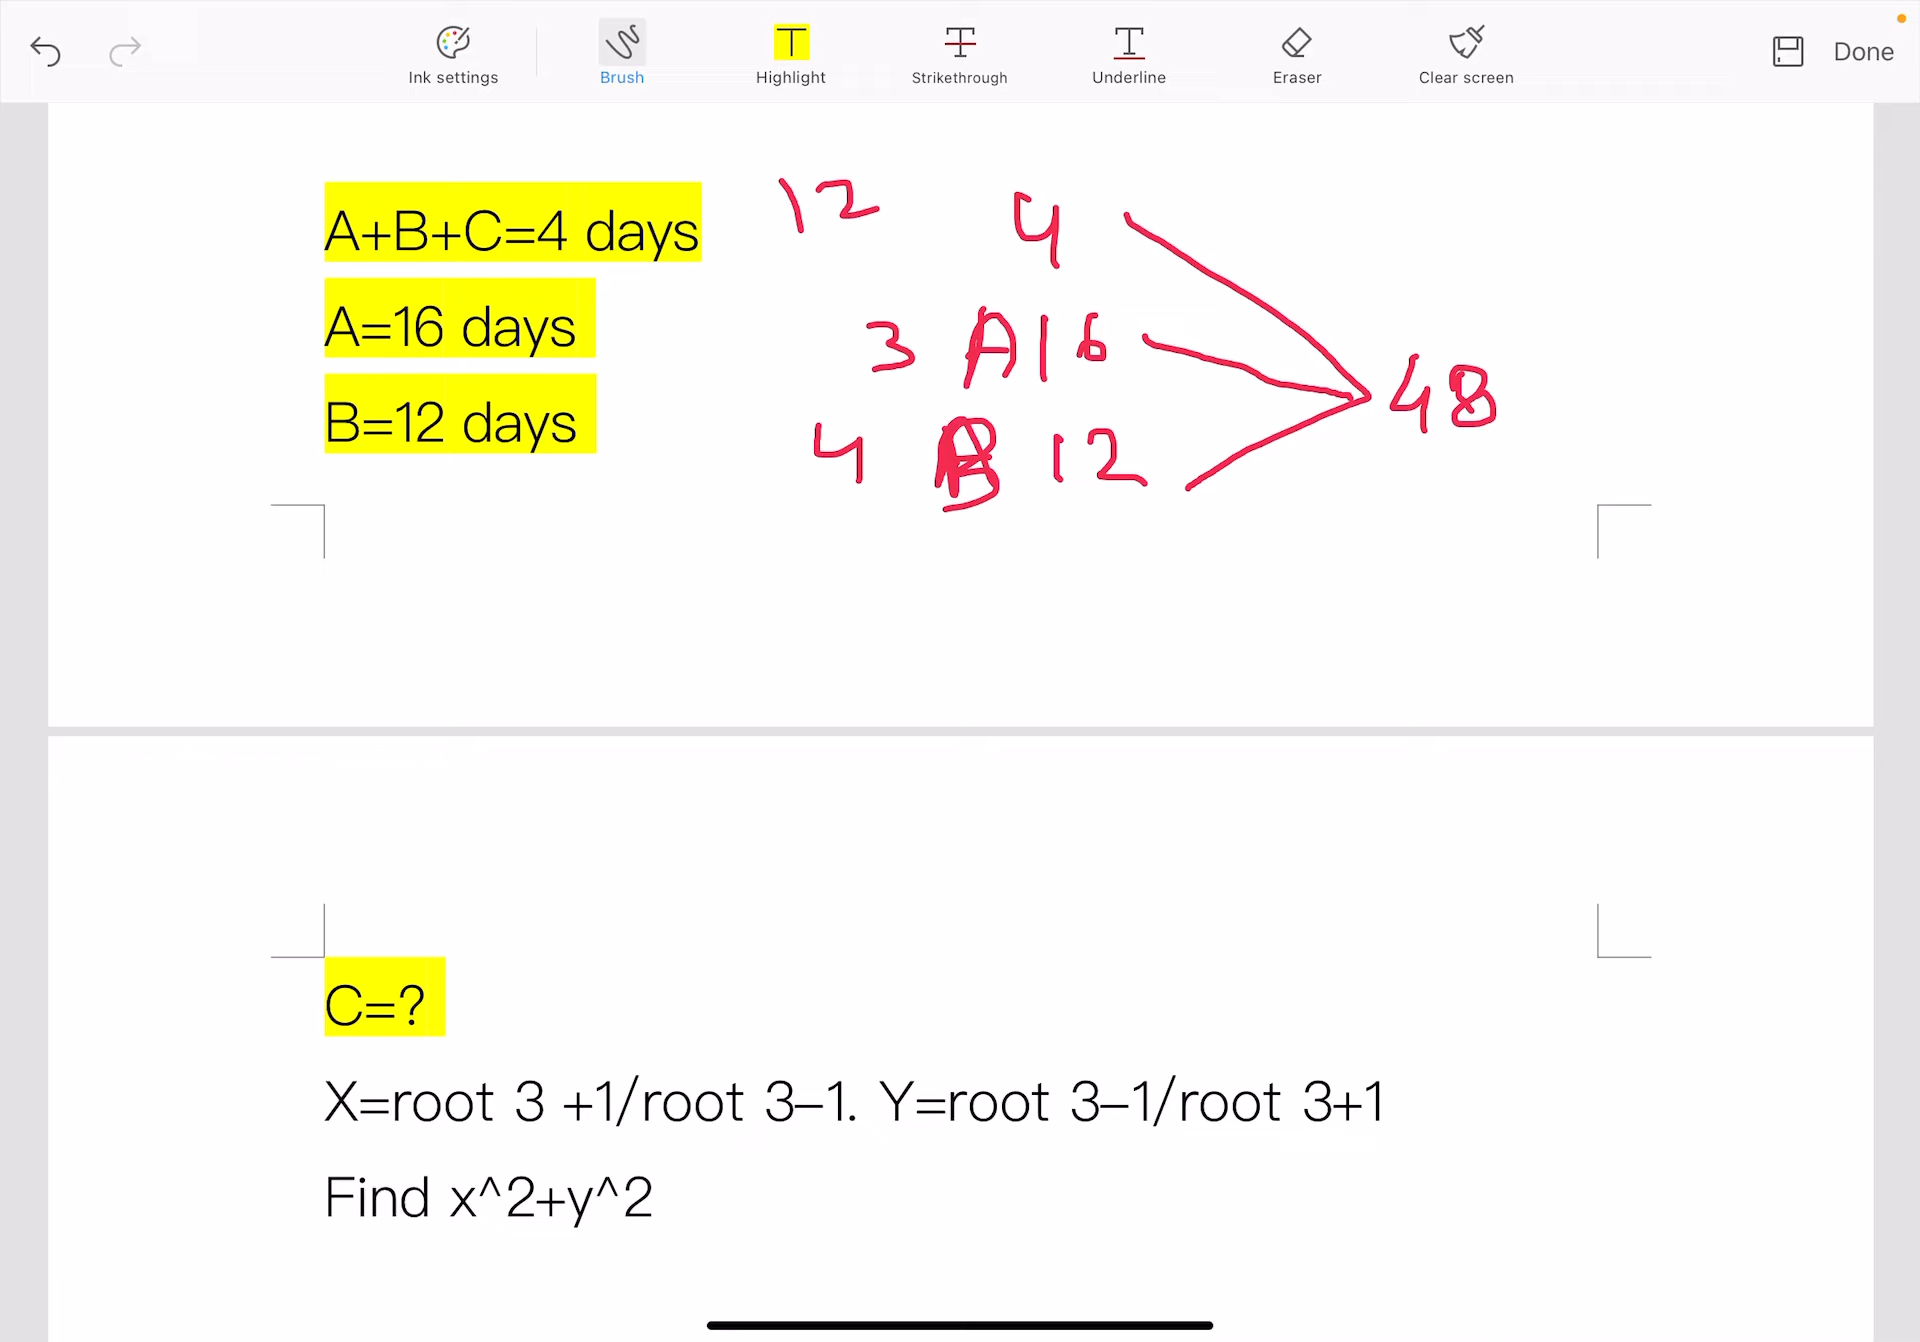 Ink settings Brush Highlight Strikethrough Underline Eraser Clear screen Done
A+B+C=4 days 12 4
A=16 days 3 A 16
48
B=12 days 4 B 12
C=?
X=root 3 +1/root 3–1. Y=root 3–1/root 3+1
Find x^2+y^2